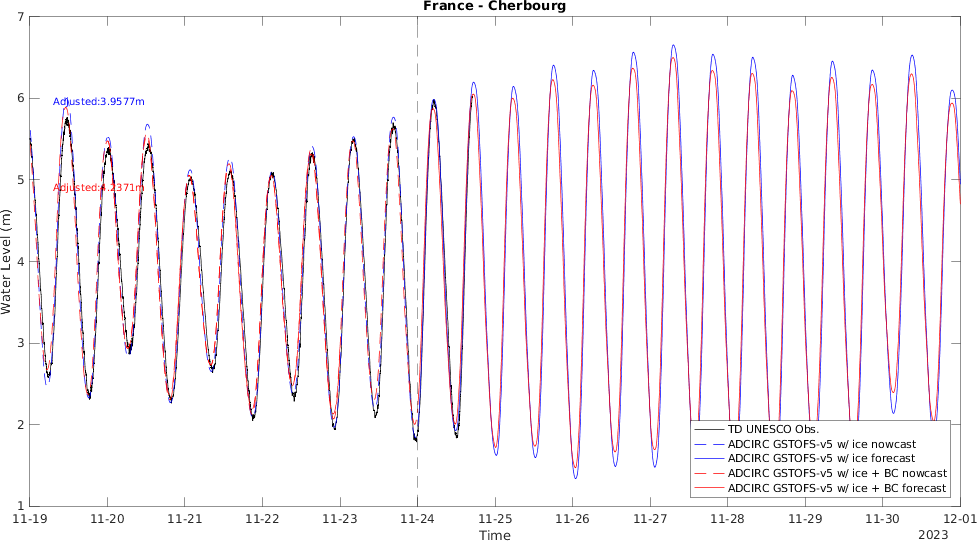 France - Cherbourg
7
6
5
4
3
2
1
Water Level (m)
Adjusted:3.9577m
Adjusted:4.2371m
TD UNESCO Obs.
ADCIRC GSTOFS-v5 w/ ice nowcast
ADCIRC GSTOFS-v5 w/ ice forecast
ADCIRC GSTOFS-v5 w/ ice + BC nowcast
ADCIRC GSTOFS-v5 w/ ice + BC forecast
11-19 11-20 11-21 11-22 11-23 11-24 11-25 11-26 11-27 11-28 11-29 11-30 12-01
Time
2023